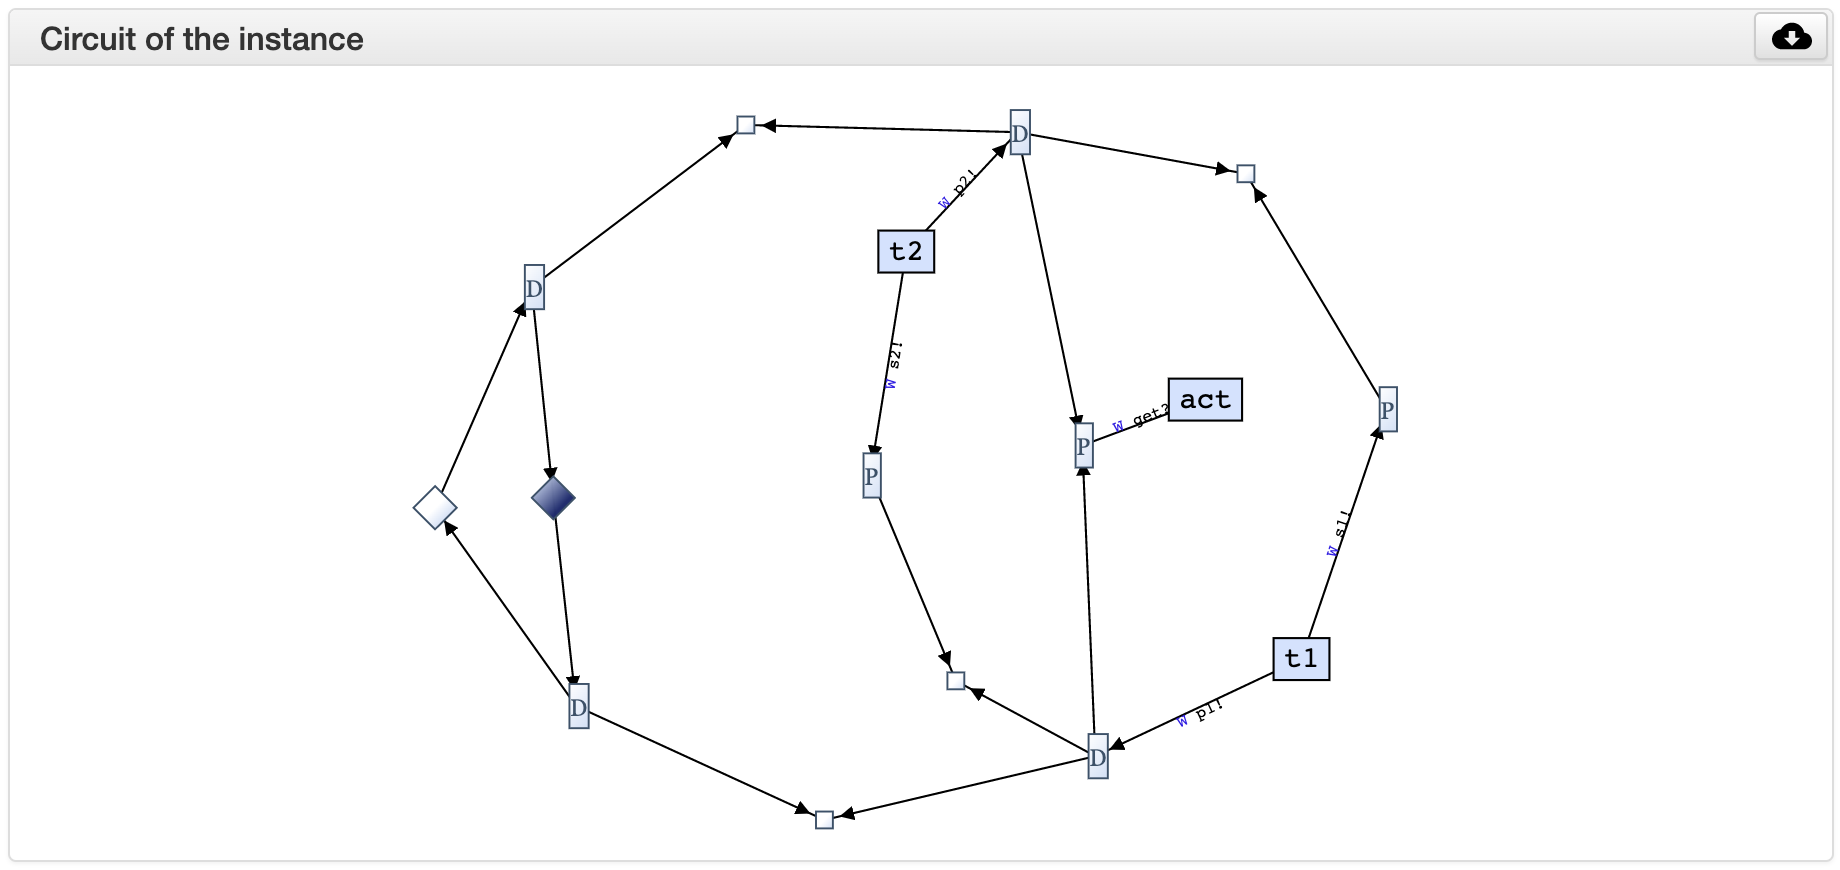 Circuit of the instance
D
W p2!
t2
D
W s2!
act
W get?
P
P
P
W s1!
t1
D
W p1!
D